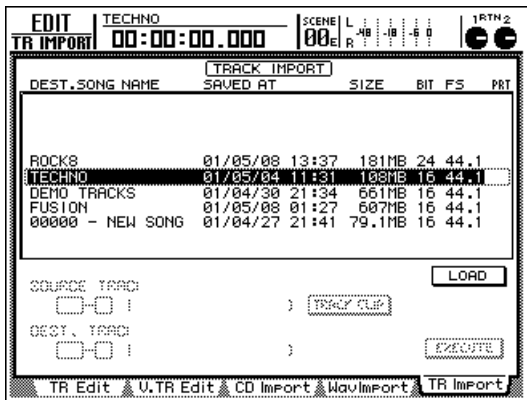 EDIT TECHNO SCENE L -48 -18 -6 0 1 RTN 2
TR IMPORT 00:00:00.000 00E R
TRACK IMPORT
DEST.SONG NAME SAVED AT SIZE BIT FS PRT
ROCK8 01/05/08 13:37 181MB 24 44.1
TECHNO 01/05/04 11:31 108MB 16 44.1
DEMO TRACKS 01/04/30 21:34 661MB 16 44.1
FUSION 01/05/08 01:27 607MB 16 44.1
00000 - NEW SONG 01/04/27 21:41 79.1MB 16 44.1
LOAD
SOURCE TRACK
- ( ) TRACK CLR
DEST. TRACK
- ( ) EXECUTE
TR Edit V.TR Edit CD Import WavImport TR Import